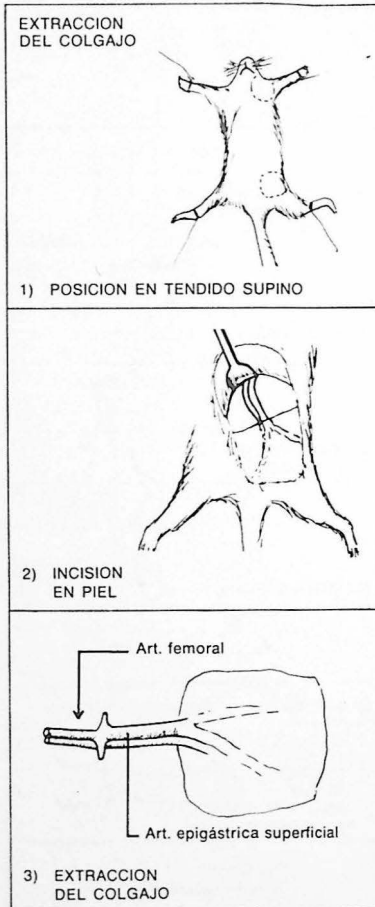 EXTRACCION
DEL COLGAJO
1) POSICION EN TENDIDO SUPINO
2) INCISION
EN PIEL
Art. femoral
Art. epigástrica superficial
3) EXTRACCION
DEL COLGAJO